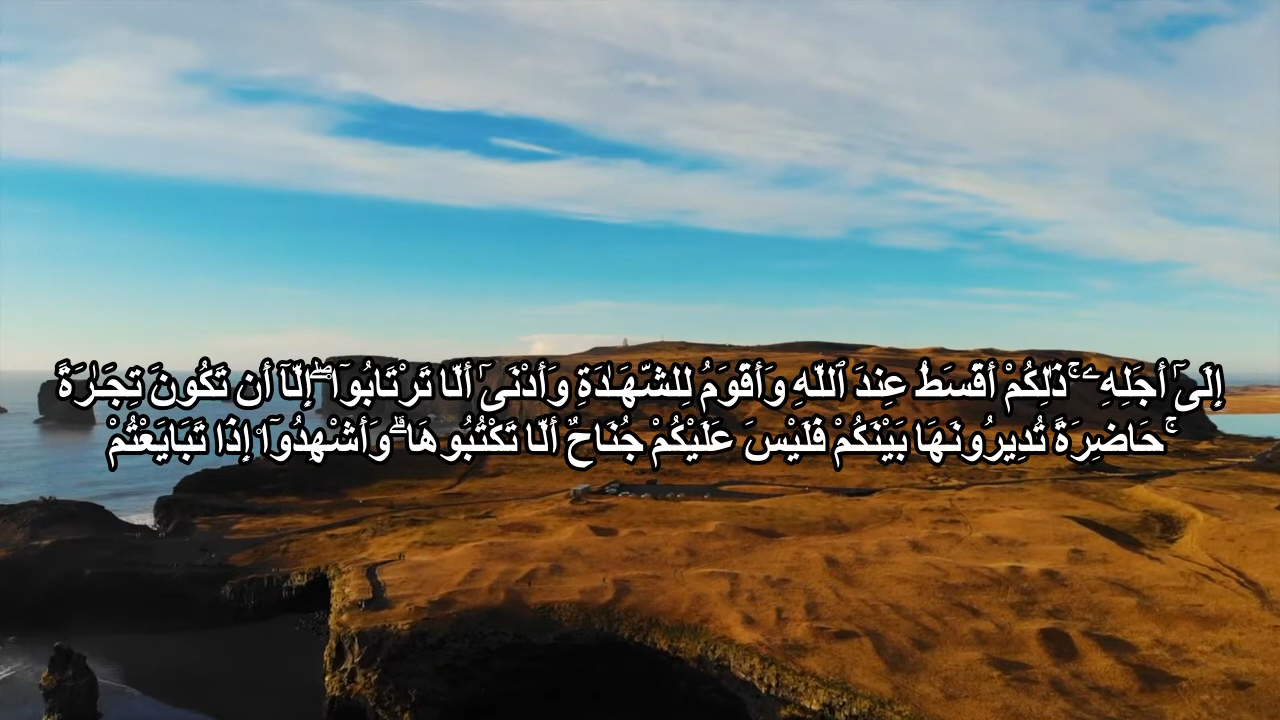 إِلَىٰٓ أَجَلِهِۦ ۚ ذَٰلِكُمْ أَقْسَطُ عِندَ ٱللَّهِ وَأَقْوَمُ لِلشَّهَـٰدَةِ وَأَدْنَىٰٓ أَلَّا تَرْتَابُوٓا۟ ۖ إِلَّآ أَن تَكُونَ تِجَـٰرَةً
حَاضِرَةً تُدِيرُونَهَا بَيْنَكُمْ فَلَيْسَ عَلَيْكُمْ جُنَاحٌ أَلَّا تَكْتُبُوهَا ۗ وَأَشْهِدُوٓا۟ إِذَا تَبَايَعْتُمْ ۚ